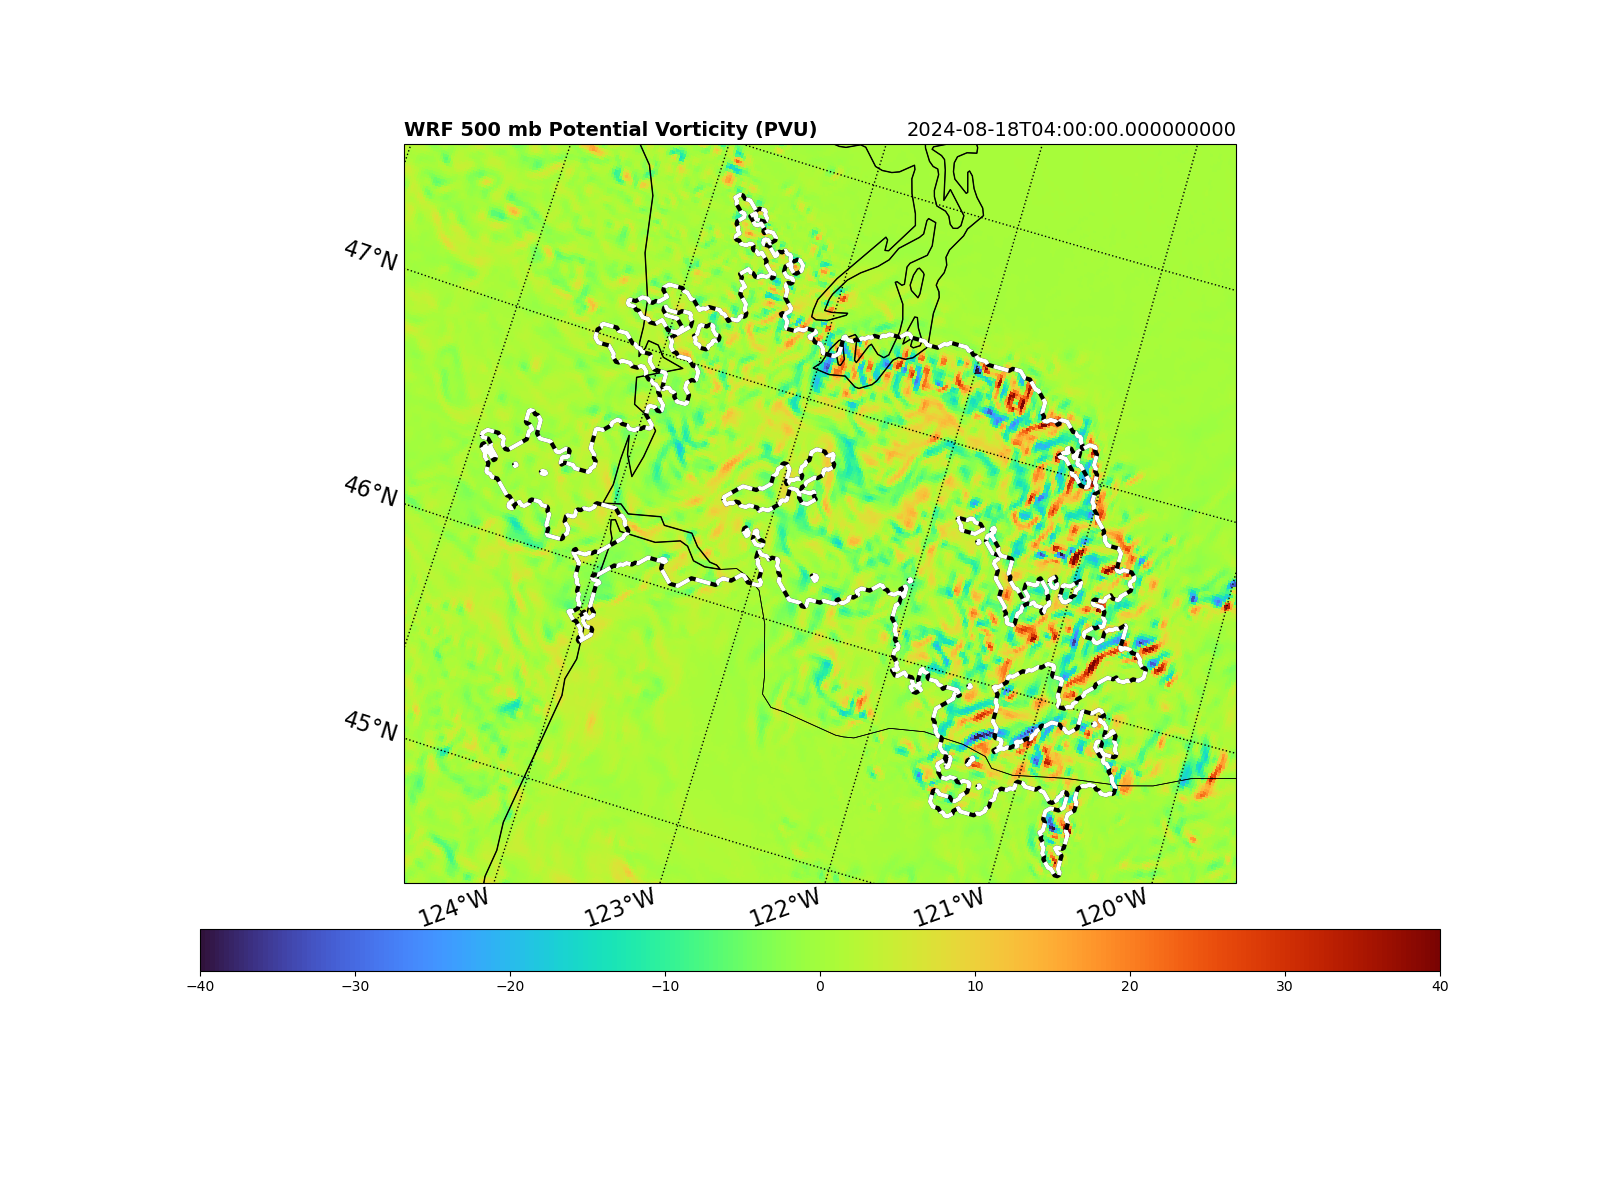 WRF 500 mb Potential Vorticity (PVU) 2024-08-18T04:00:00.000000000
47°N
46°N
45°N
124°W 123°W 122°W 121°W 120°W
−40 −30 −20 −10 0 10 20 30 40